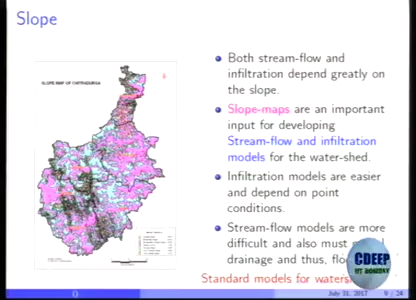 Slope
SLOPE MAP OF CHITRADURGA
Both stream-flow and
infiltration depend greatly on
the slope.
Slope-maps are an important
input for developing
Stream-flow and infiltration
models for the water-shed.
Infiltration models are easier
and depend on point
conditions.
Stream-flow models are more
difficult and also must
drainage and thus,
Standard models for
CDEEP
IIT BOMBAY
July 31, 2017 9 / 24